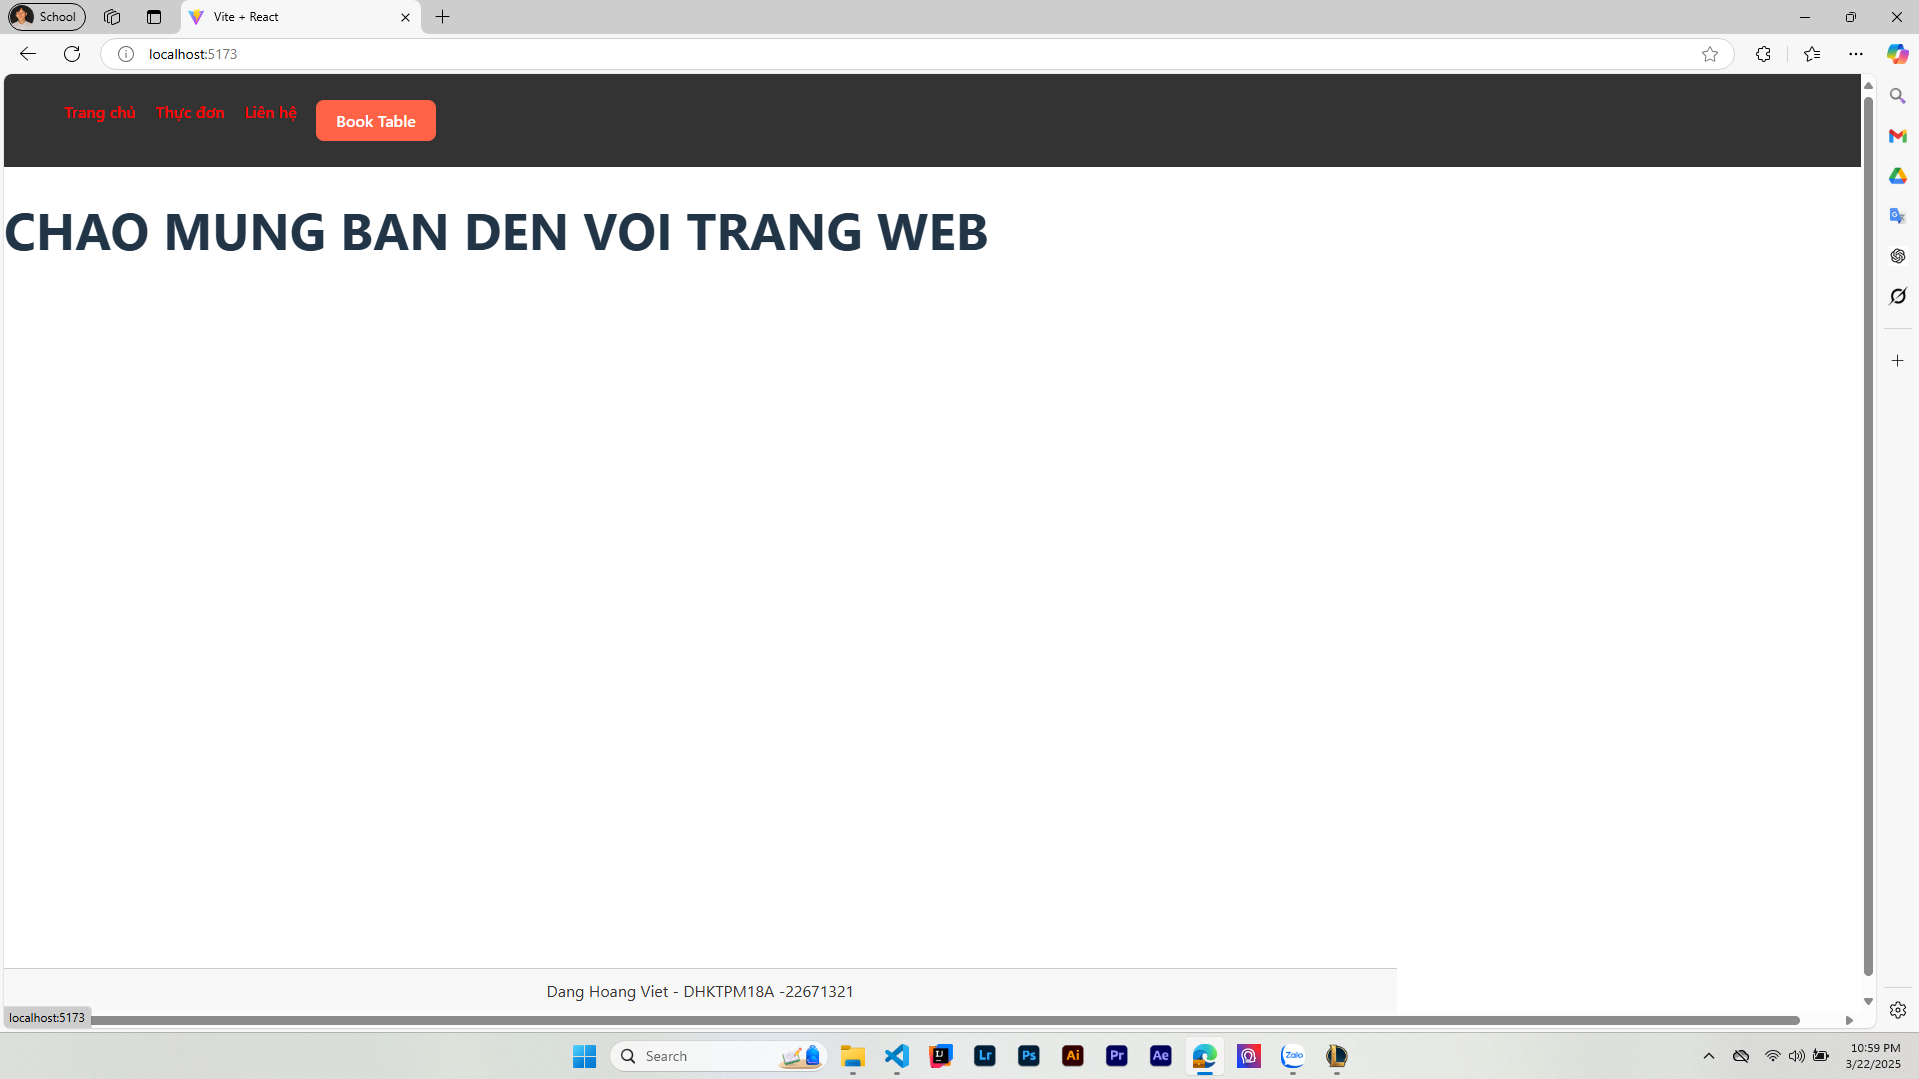 School
Vite + React
localhost:5173
Trang chủ
Thực đơn
Liên hệ
Book Table
CHAO MUNG BAN DEN VOI TRANG WEB
Dang Hoang Viet - DHKTPM18A -22671321
localhost:5173
Search
IJ
Lr
Ps
Ai
Pr
Ae
Zalo
10:59 PM
3/22/2025